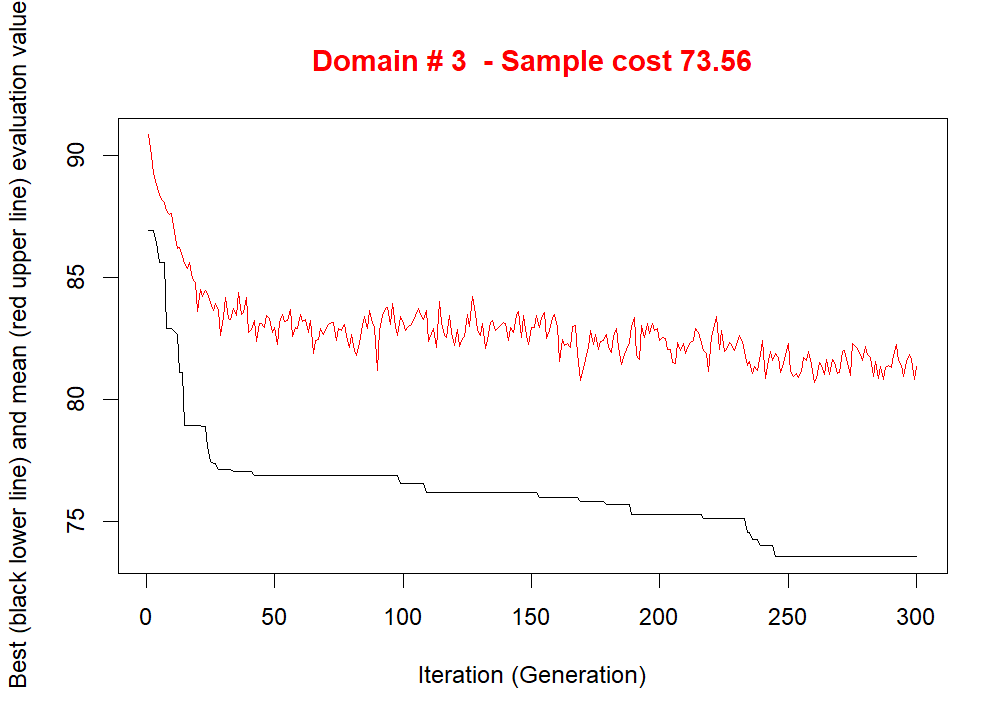 Domain # 3  - Sample cost 73.56
Best (black lower line) and mean (red upper line) evaluation value
90
85
80
75
0 50 100 150 200 250 300
Iteration (Generation)